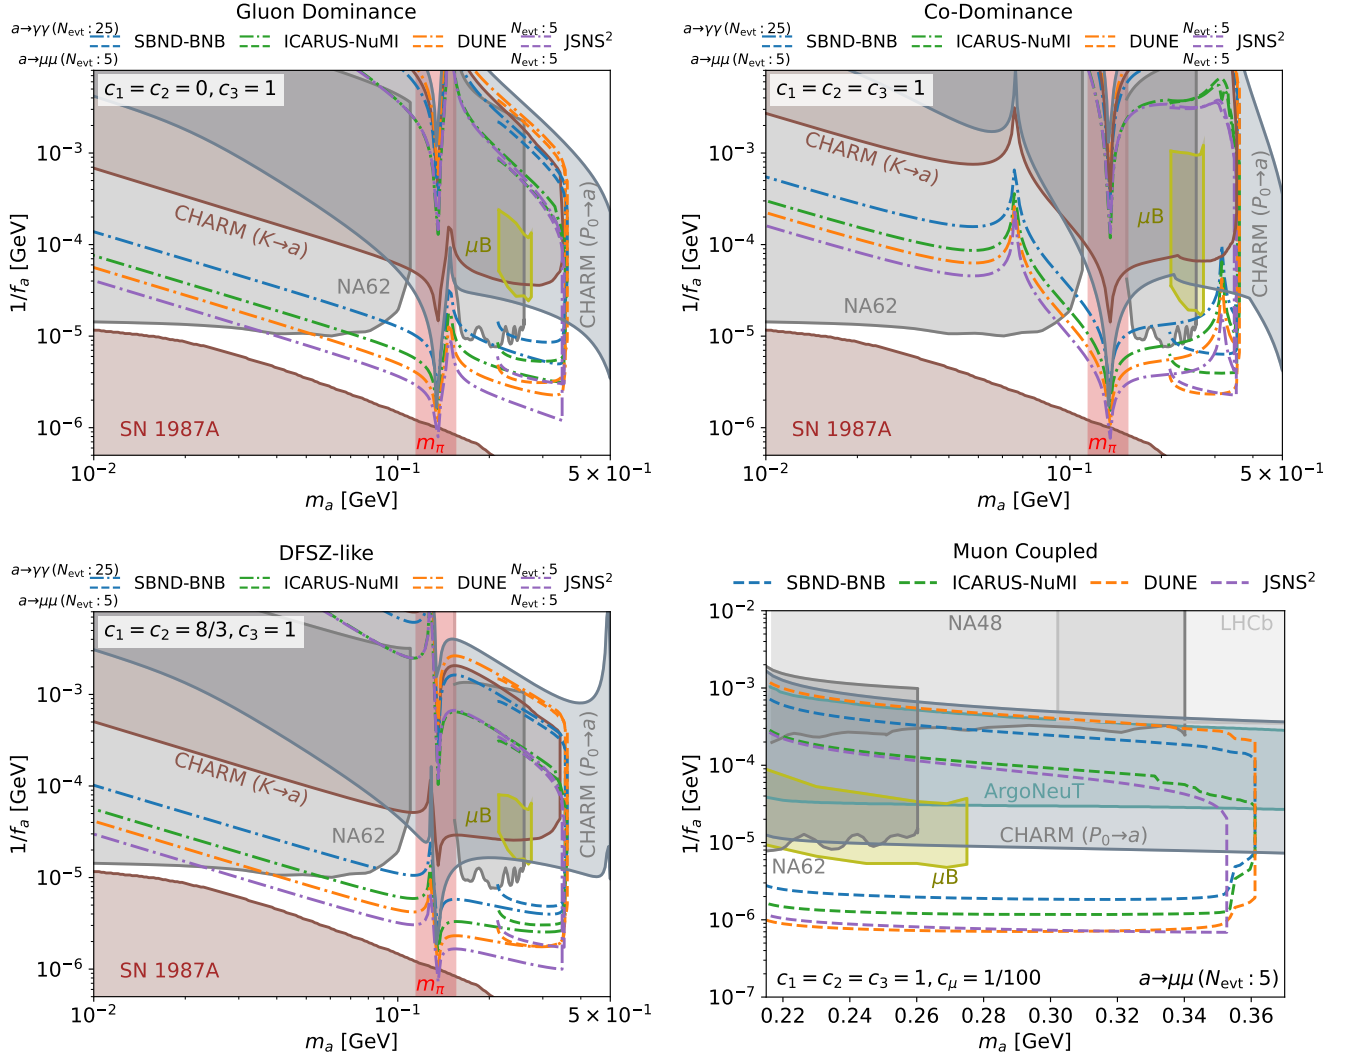 Gluon Dominance
a→γγ (N_evt : 25)
a→μμ (N_evt : 5)
SBND-BNB
ICARUS-NuMI
DUNE
N_evt : 5
N_evt : 5
JSNS²
c₁ = c₂ = 0, c₃ = 1
CHARM (K→a)
NA62
μB
CHARM (P₀→a)
SN 1987A
m_π
10⁻³
10⁻⁴
10⁻⁵
10⁻⁶
1/f_a [GeV]
10⁻²
10⁻¹
5 × 10⁻¹
m_a [GeV]
Co-Dominance
a→γγ (N_evt : 25)
a→μμ (N_evt : 5)
SBND-BNB
ICARUS-NuMI
DUNE
N_evt : 5
N_evt : 5
JSNS²
c₁ = c₂ = c₃ = 1
CHARM (K→a)
NA62
μB
CHARM (P₀→a)
SN 1987A
m_π
10⁻³
10⁻⁴
10⁻⁵
10⁻⁶
1/f_a [GeV]
10⁻²
10⁻¹
5 × 10⁻¹
m_a [GeV]
DFSZ-like
a→γγ (N_evt : 25)
a→μμ (N_evt : 5)
SBND-BNB
ICARUS-NuMI
DUNE
N_evt : 5
N_evt : 5
JSNS²
c₁ = c₂ = 8/3, c₃ = 1
CHARM (K→a)
NA62
μB
CHARM (P₀→a)
SN 1987A
m_π
10⁻³
10⁻⁴
10⁻⁵
10⁻⁶
1/f_a [GeV]
10⁻²
10⁻¹
5 × 10⁻¹
m_a [GeV]
Muon Coupled
SBND-BNB
ICARUS-NuMI
DUNE
JSNS²
NA48
LHCb
ArgoNeuT
CHARM (P₀→a)
NA62
μB
c₁ = c₂ = c₃ = 1, c_μ = 1/100
a→μμ (N_evt : 5)
10⁻²
10⁻³
10⁻⁴
10⁻⁵
10⁻⁶
10⁻⁷
1/f_a [GeV]
0.22
0.24
0.26
0.28
0.30
0.32
0.34
0.36
m_a [GeV]